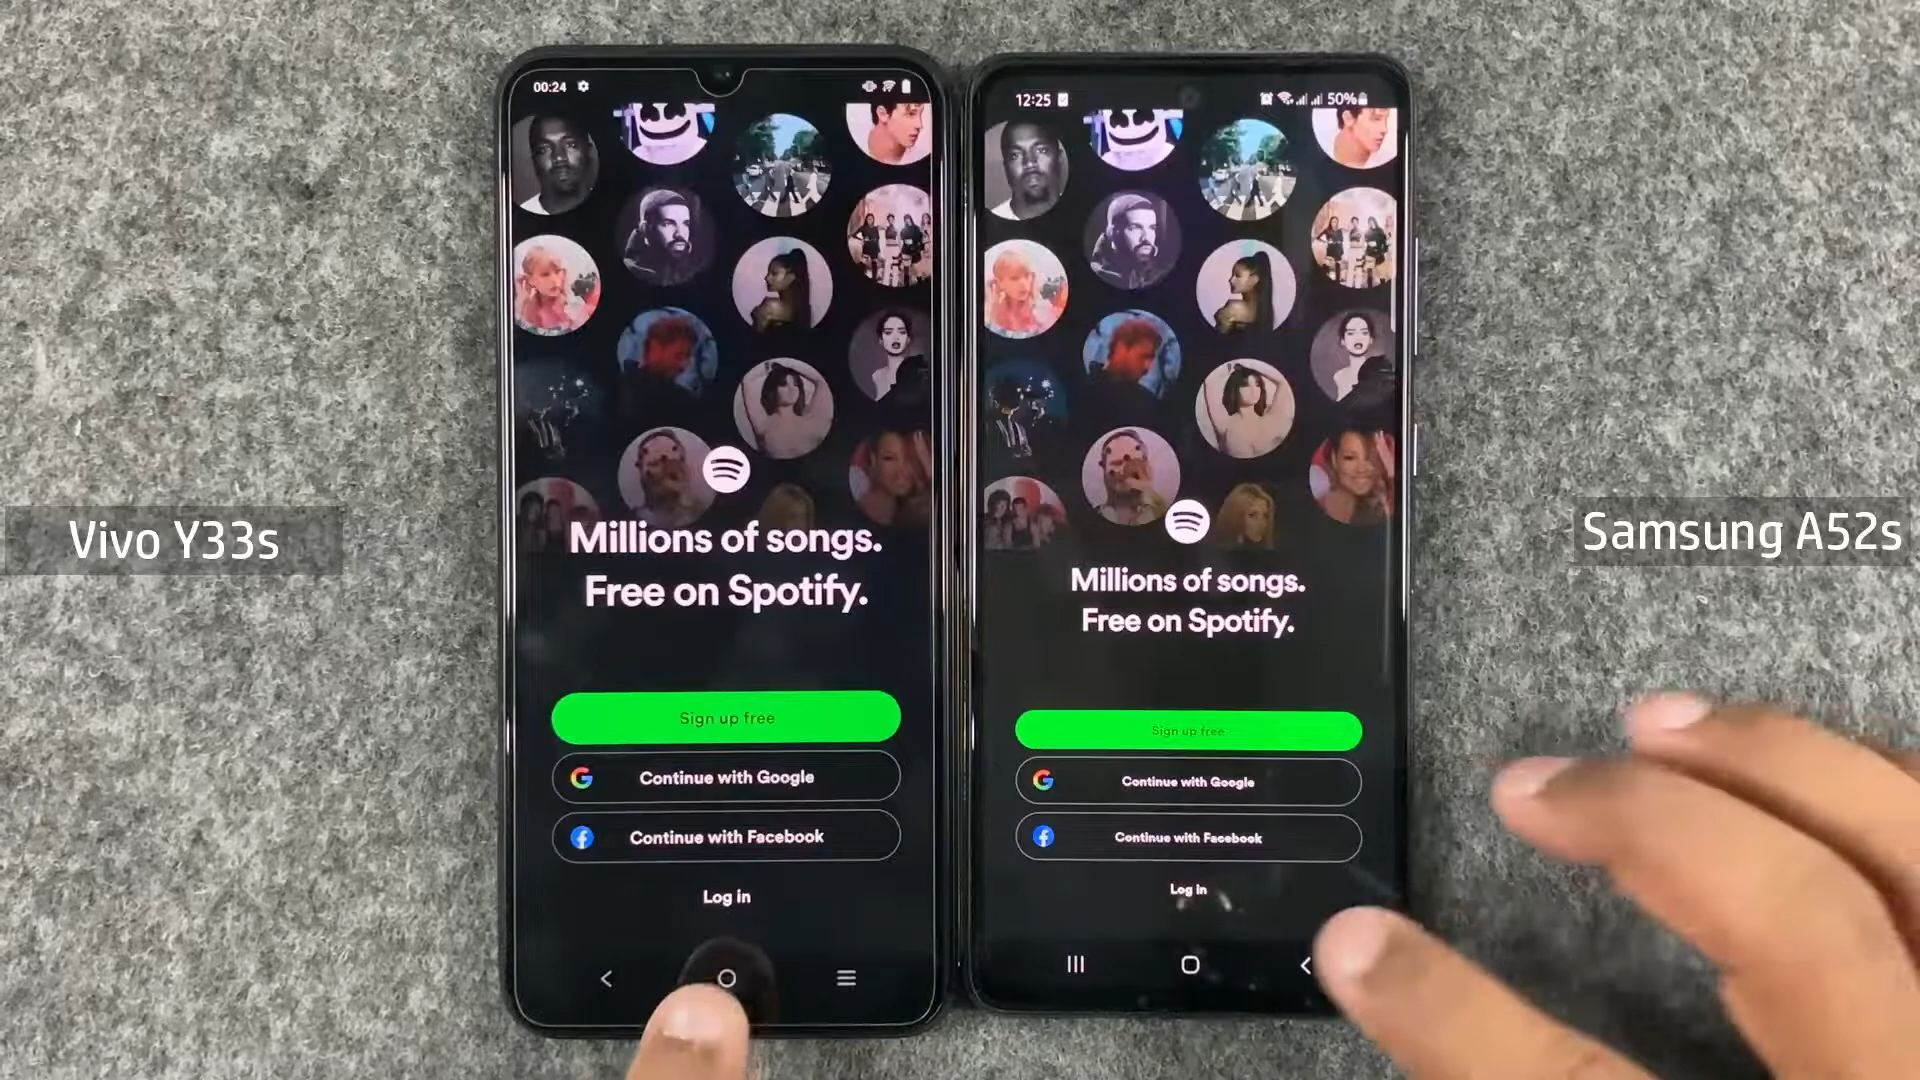 00:24
12:25
50%
Vivo Y33s
Samsung A52s
Millions of songs.
Free on Spotify.
Millions of songs.
Free on Spotify.
Sign up free
Continue with Google
Continue with Facebook
Log in
Sign up free
Continue with Google
Continue with Facebook
Log in